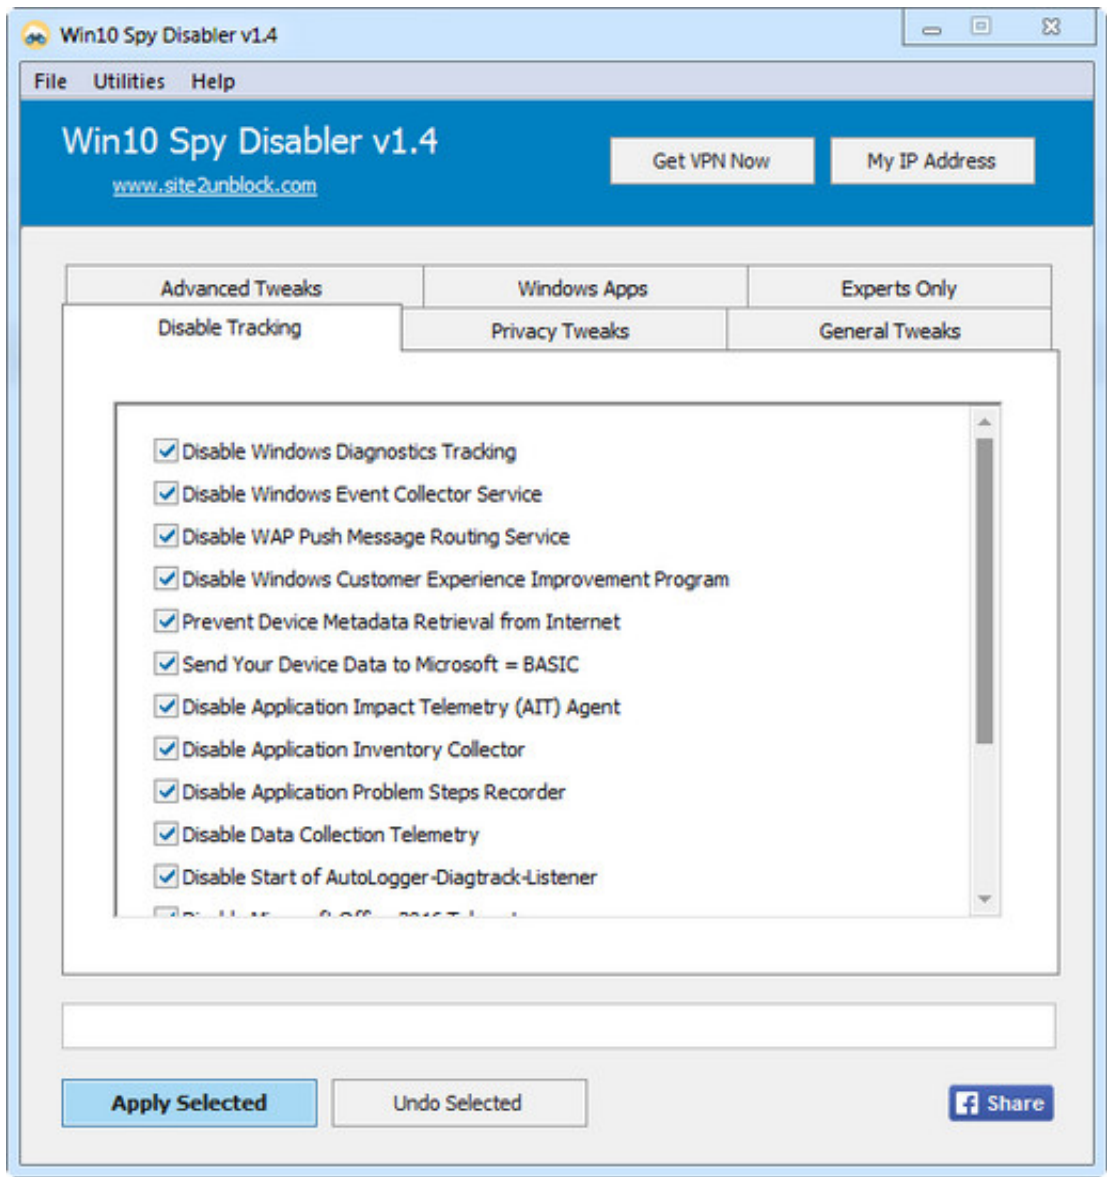 Win10 Spy Disabler v1.4
File Utilities Help
Win10 Spy Disabler v1.4
www.site2unblock.com
Get VPN Now
My IP Address
Advanced Tweaks
Windows Apps
Experts Only
Disable Tracking
Privacy Tweaks
General Tweaks
Disable Windows Diagnostics Tracking
Disable Windows Event Collector Service
Disable WAP Push Message Routing Service
Disable Windows Customer Experience Improvement Program
Prevent Device Metadata Retrieval from Internet
Send Your Device Data to Microsoft = BASIC
Disable Application Impact Telemetry (AIT) Agent
Disable Application Inventory Collector
Disable Application Problem Steps Recorder
Disable Data Collection Telemetry
Disable Start of AutoLogger-Diagtrack-Listener
Apply Selected
Undo Selected
Share